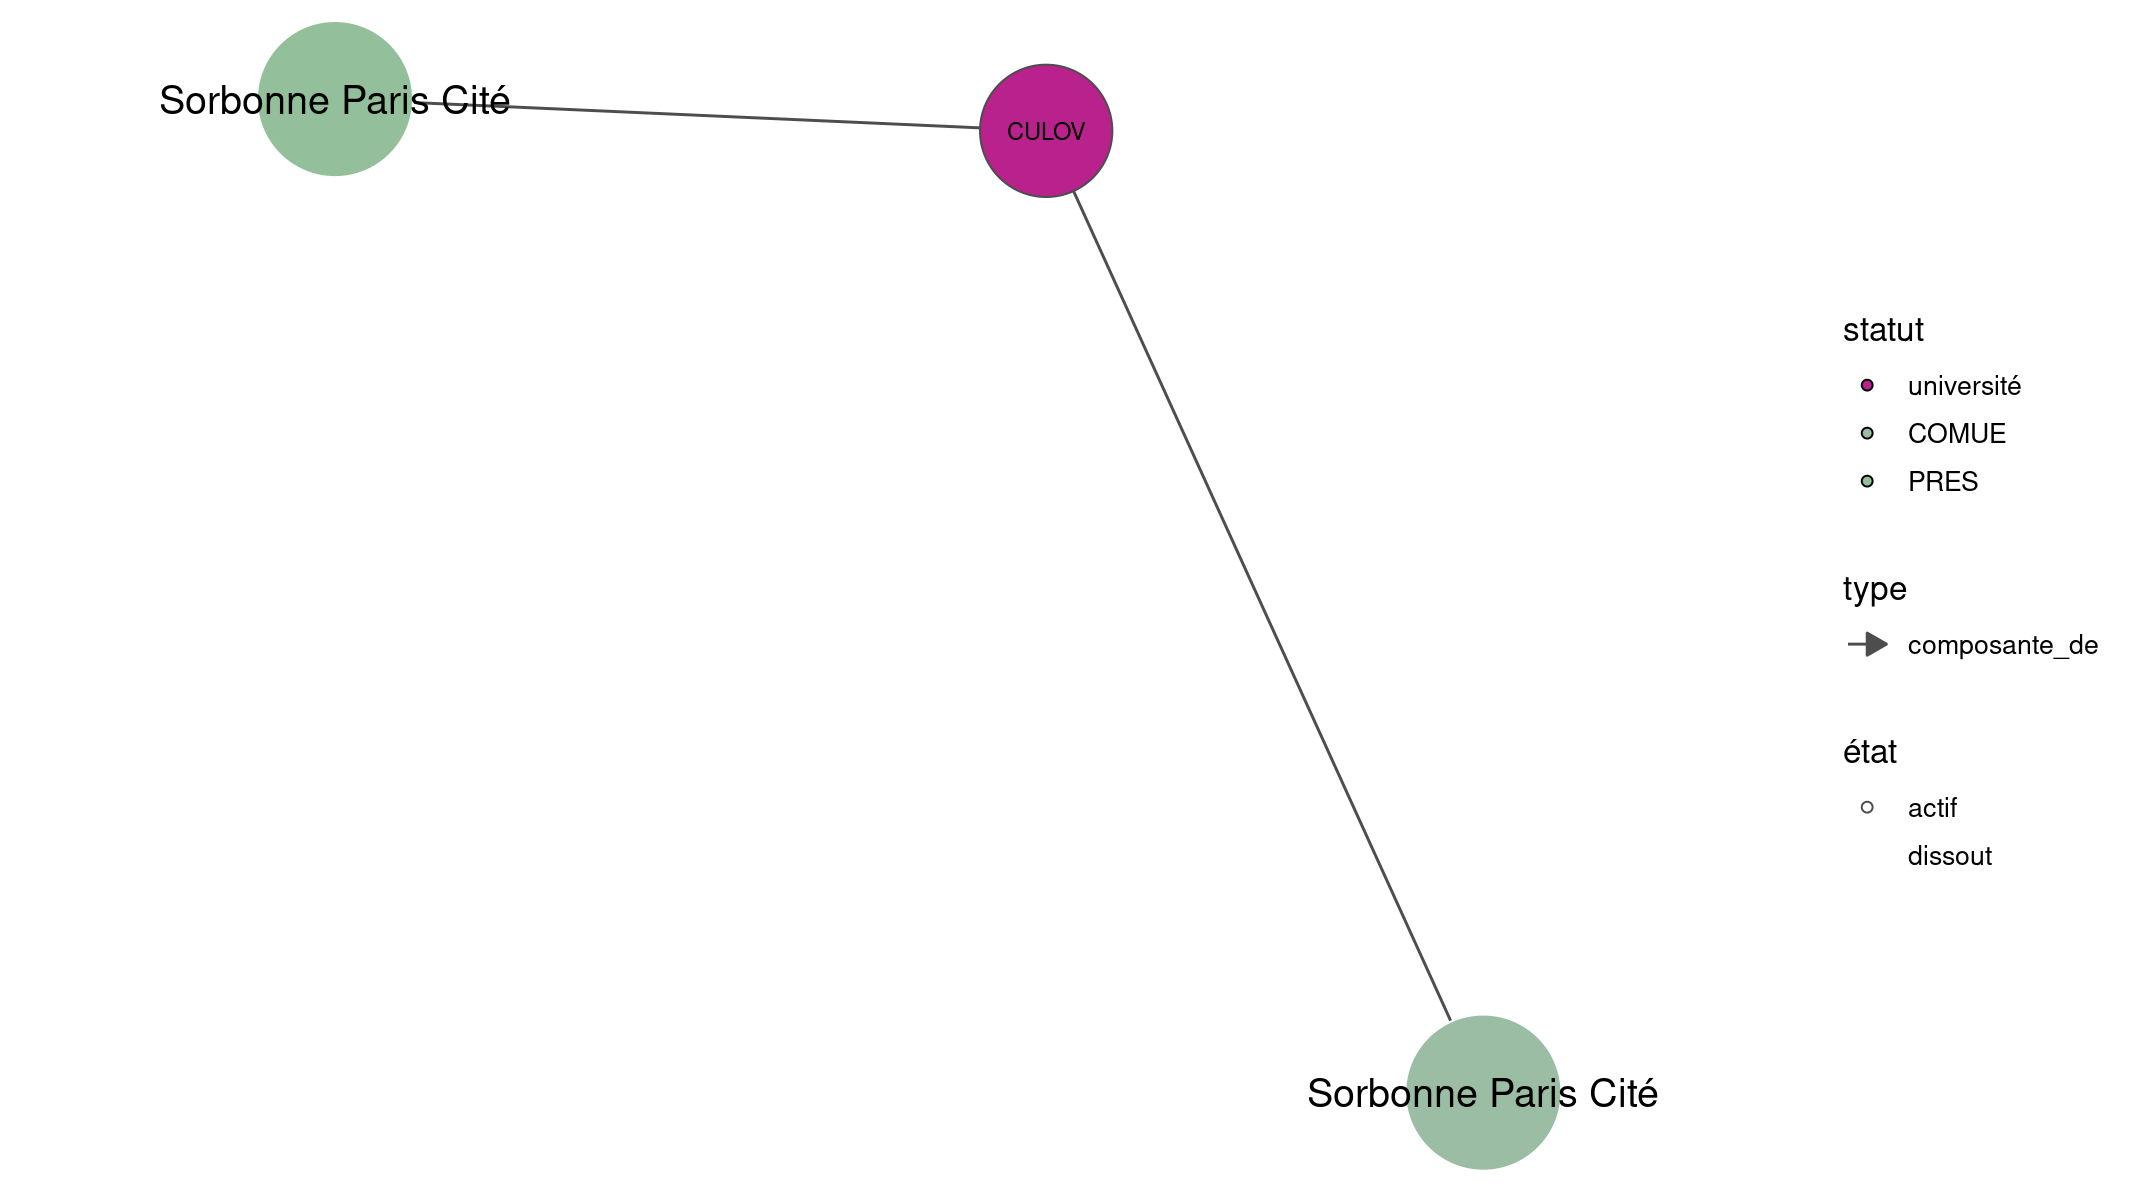 Sorbonne Paris Cité
CULOV
statut
université
COMUE
PRES
type
composante_de
état
actif
dissout
Sorbonne Paris Cité